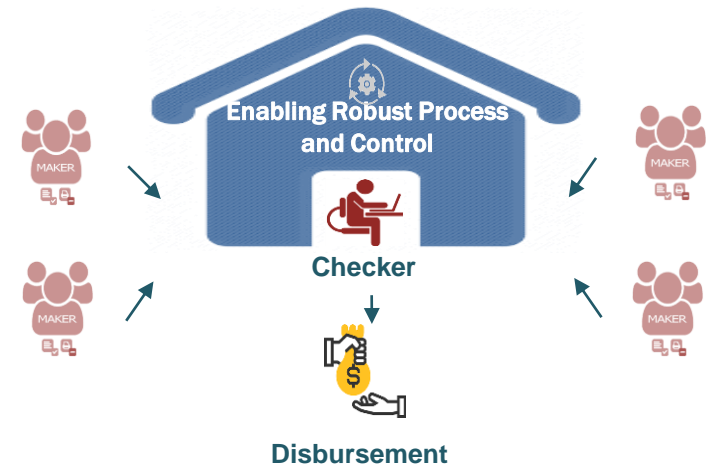 Enabling Robust Process
and Control
MAKER
MAKER
Checker
MAKER
MAKER
$
Disbursement